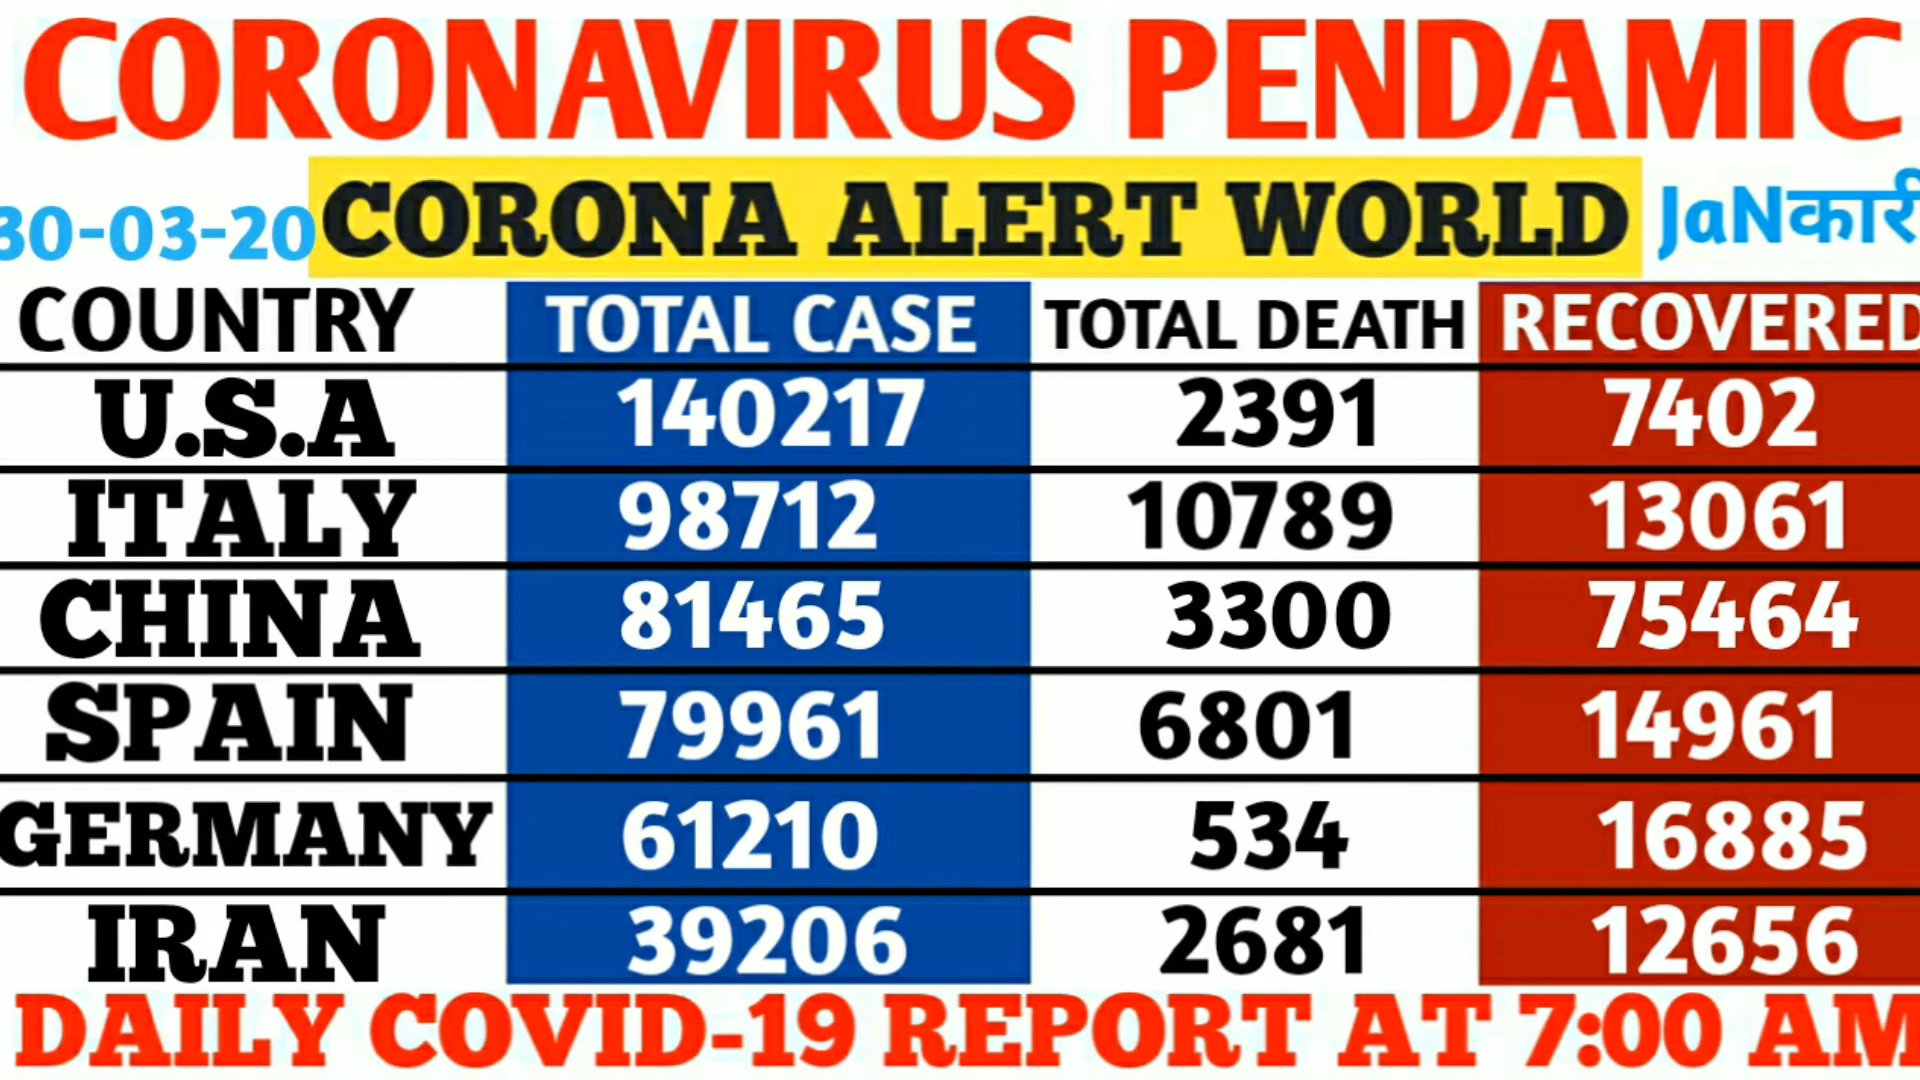 CORONAVIRUS PENDAMIC
30-03-20 CORONA ALERT WORLD JaNकारी
COUNTRY TOTAL CASE TOTAL DEATH RECOVERED
U.S.A 140217 2391 7402
ITALY 98712 10789 13061
CHINA 81465 3300 75464
SPAIN 79961 6801 14961
GERMANY 61210 534 16885
IRAN 39206 2681 12656
DAILY COVID-19 REPORT AT 7:00 AM